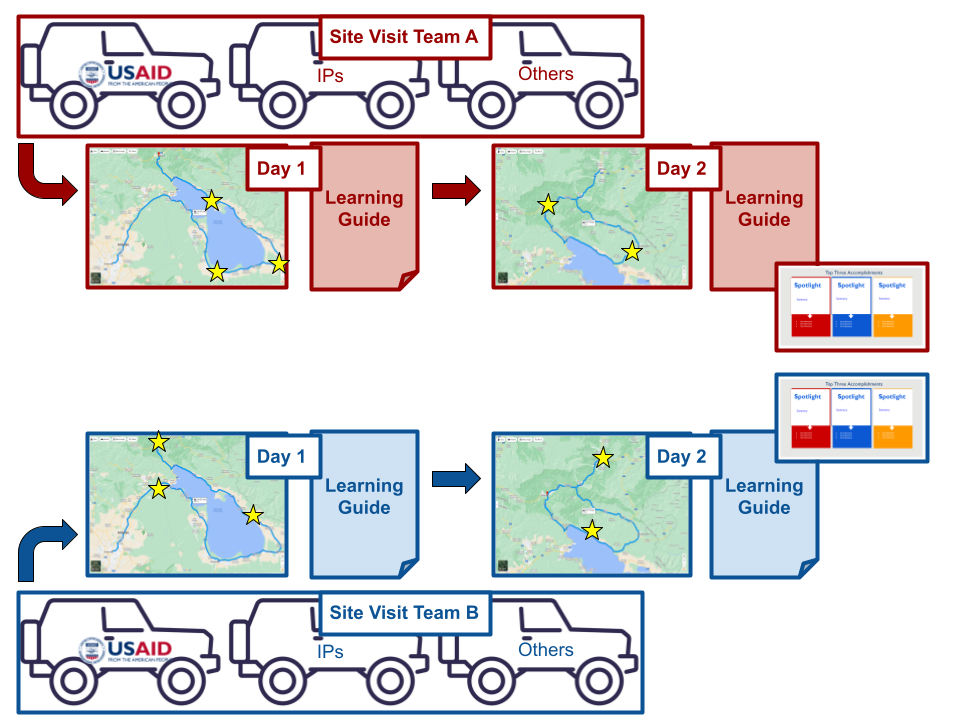 Site Visit Team A
USAID
FROM THE AMERICAN PEOPLE
IPs
Others
Day 1
Learning
Guide
Day 2
Learning
Guide
Top Three Accomplishments
Spotlight
Spotlight
Spotlight
Top Three Accomplishments
Spotlight
Spotlight
Spotlight
Day 1
Learning
Guide
Day 2
Learning
Guide
Site Visit Team B
USAID
FROM THE AMERICAN PEOPLE
IPs
Others